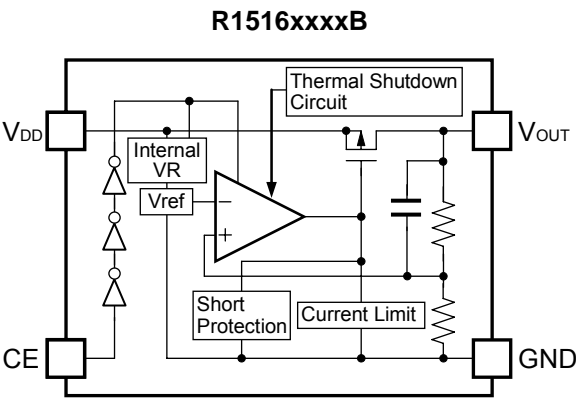 R1516xxxxB
Thermal Shutdown
Circuit
VDD
VOUT
Internal
VR
Vref
−
+
Short
Protection
Current Limit
CE
GND